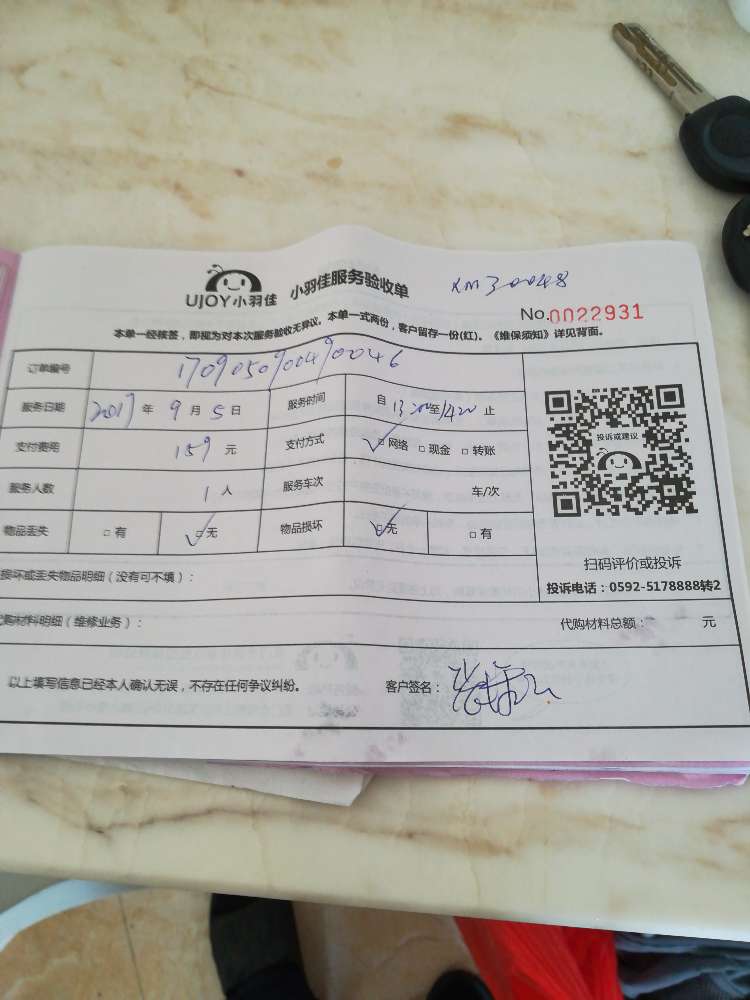 UJOY小羽佳 小羽佳服务验收单 XM30048
No.0022931
本单一经核签，即视为对本次服务验收无异议。本单一式两份，客户留存一份(红)。《维保须知》详见背面。
订单编号 1709050900490046
服务日期 2017 年 9 月 5 日 服务时间 自 13:00 至 14:20 止
支付费用 159 元 支付方式 ☑网络 □现金 □转账
服务人数 1 人 服务车次 车/次
物品丢失 □有 ☑无 物品损坏 ☑无 □有
投诉或建议
扫码评价或投诉
投诉电话：0592-5178888转2
损坏或丢失物品明细（没有可不填）：
代购材料明细（维修业务）： 代购材料总额： 元
以上填写信息已经本人确认无误，不存在任何争议纠纷。 客户签名：